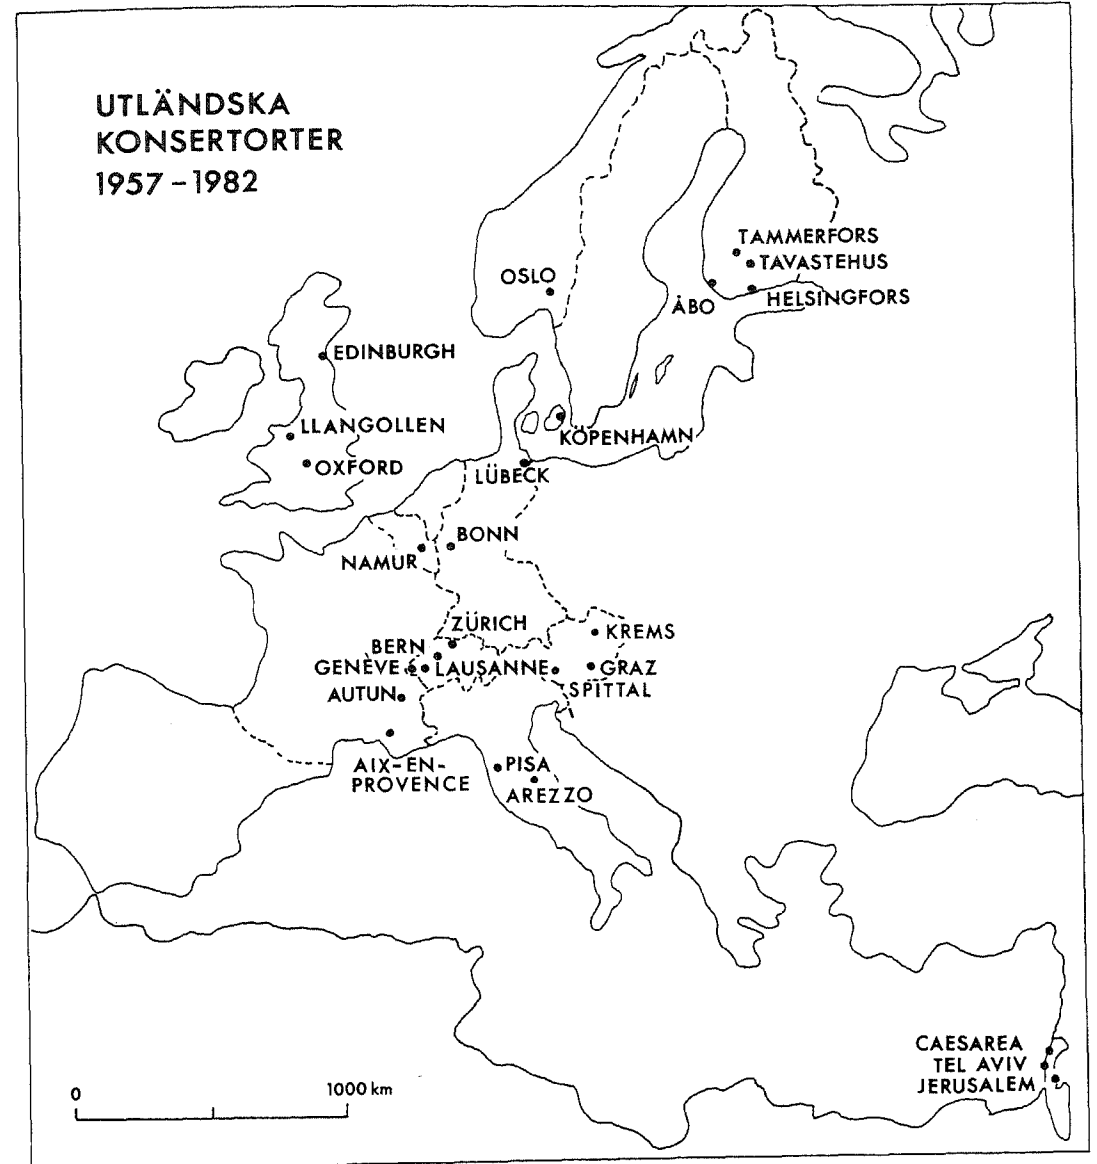 UTLÄNDSKA
KONSERTORTER
1957–1982
TAMMERFORS
TAVASTEHUS
OSLO
ÅBO
HELSINGFORS
EDINBURGH
LLANGOLLEN
KÖPENHAMN
OXFORD
LÜBECK
BONN
NAMUR
ZÜRICH
KREMS
BERN
GENÈVE
LAUSANNE
GRAZ
SPITTAL
AUTUN
AIX-EN-
PROVENCE
PISA
AREZZO
CAESAREA
TEL AVIV
JERUSALEM
0
1000 km